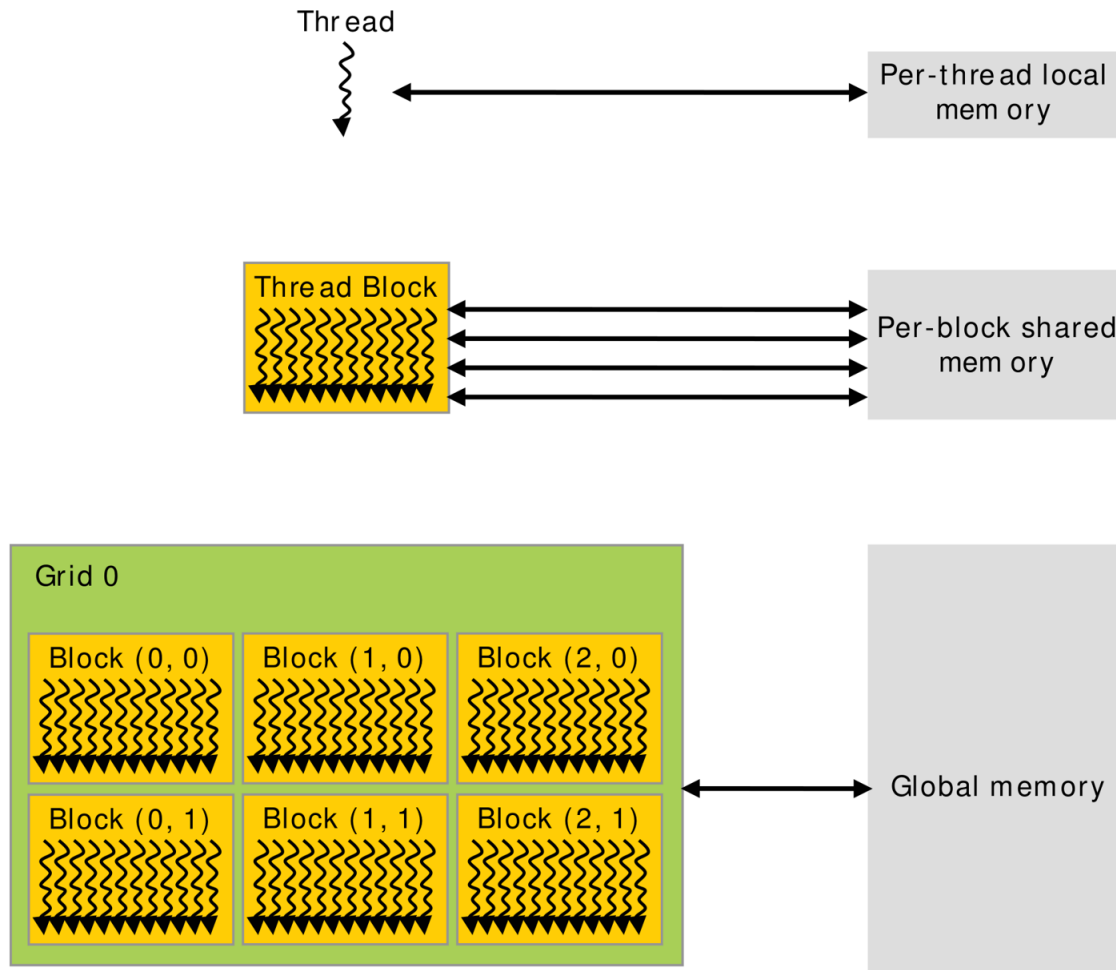 Thread
Per-thread local
memory
Thread Block
Per-block shared
memory
Grid 0
Block (0, 0)
Block (1, 0)
Block (2, 0)
Block (0, 1)
Block (1, 1)
Block (2, 1)
Global memory